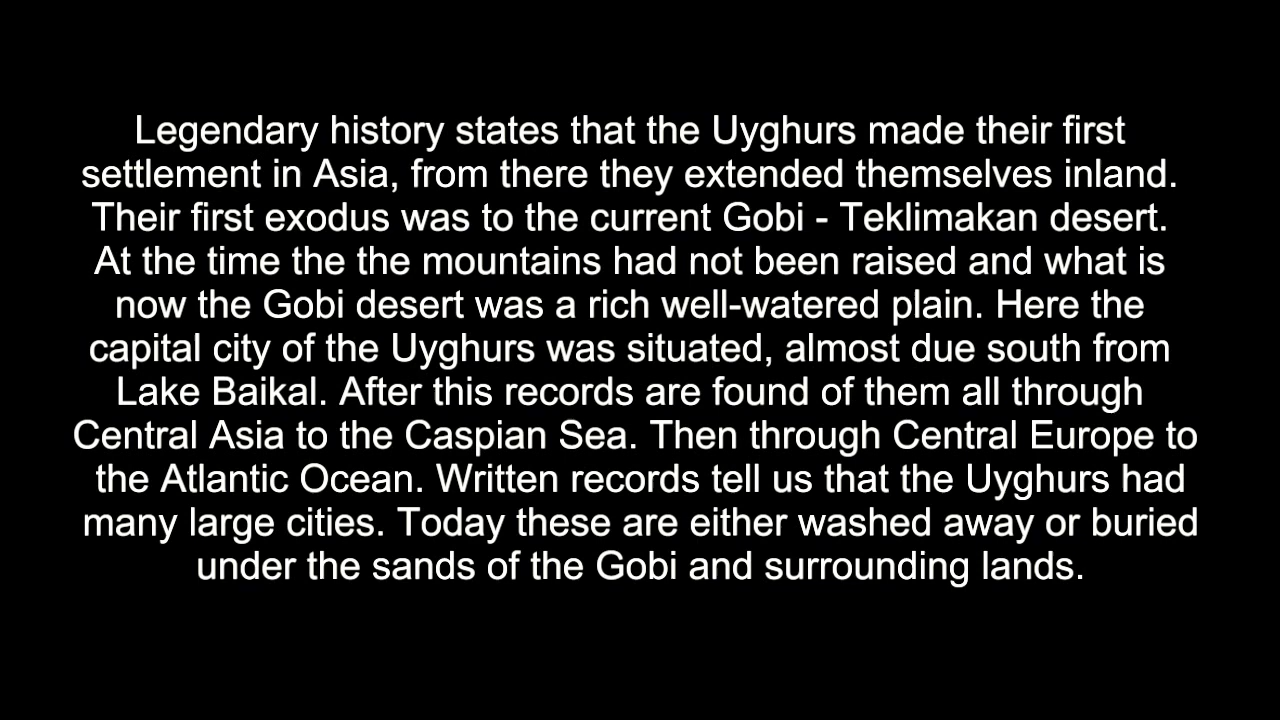 Legendary history states that the Uyghurs made their first
settlement in Asia, from there they extended themselves inland.
Their first exodus was to the current Gobi - Teklimakan desert.
At the time the the mountains had not been raised and what is
now the Gobi desert was a rich well-watered plain. Here the
capital city of the Uyghurs was situated, almost due south from
Lake Baikal. After this records are found of them all through
Central Asia to the Caspian Sea. Then through Central Europe to
the Atlantic Ocean. Written records tell us that the Uyghurs had
many large cities. Today these are either washed away or buried
under the sands of the Gobi and surrounding lands.